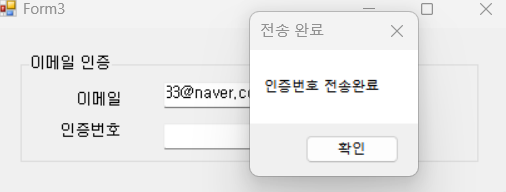 Form3
전송 완료
이메일 인증
인증번호 전송완료
이메일
33@naver.c
인증번호
확인